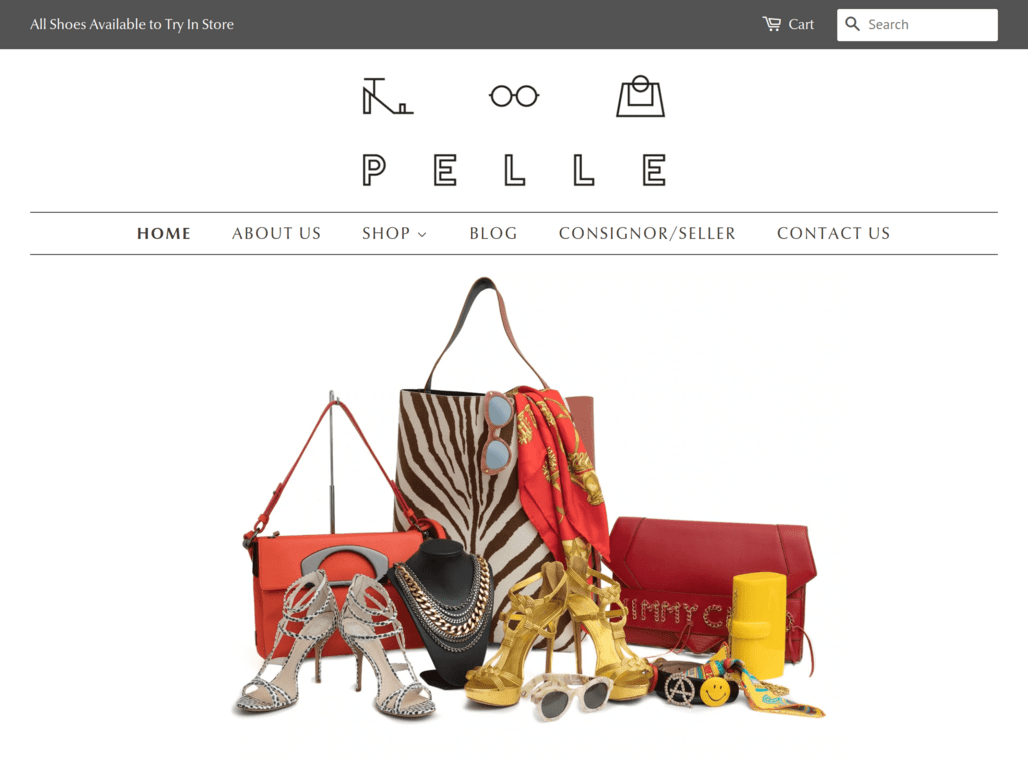 All Shoes Available to Try In Store
Cart
Search
PELLE
HOME
ABOUT US
SHOP
BLOG
CONSIGNOR/SELLER
CONTACT US